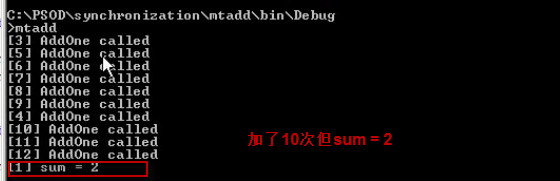 C:\PSOD\synchronization\mtadd\bin\Debug
>mtadd
[3] AddOne called
[5] AddOne called
[6] AddOne called
[7] AddOne called
[8] AddOne called
[9] AddOne called
[4] AddOne called
[10] AddOne called
[11] AddOne called
[12] AddOne called
加了10次但sum = 2
[1] sum = 2